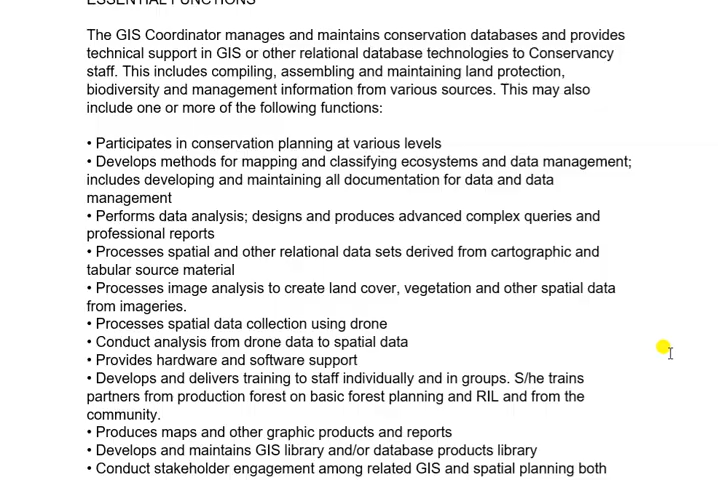 ESSENTIAL FUNCTIONS
The GIS Coordinator manages and maintains conservation databases and provides
technical support in GIS or other relational database technologies to Conservancy
staff. This includes compiling, assembling and maintaining land protection,
biodiversity and management information from various sources. This may also
include one or more of the following functions:
• Participates in conservation planning at various levels
• Develops methods for mapping and classifying ecosystems and data management;
includes developing and maintaining all documentation for data and data
management
• Performs data analysis; designs and produces advanced complex queries and
professional reports
• Processes spatial and other relational data sets derived from cartographic and
tabular source material
• Processes image analysis to create land cover, vegetation and other spatial data
from imageries.
• Processes spatial data collection using drone
• Conduct analysis from drone data to spatial data
• Provides hardware and software support
• Develops and delivers training to staff individually and in groups. S/he trains
partners from production forest on basic forest planning and RIL and from the
community.
• Produces maps and other graphic products and reports
• Develops and maintains GIS library and/or database products library
• Conduct stakeholder engagement among related GIS and spatial planning both